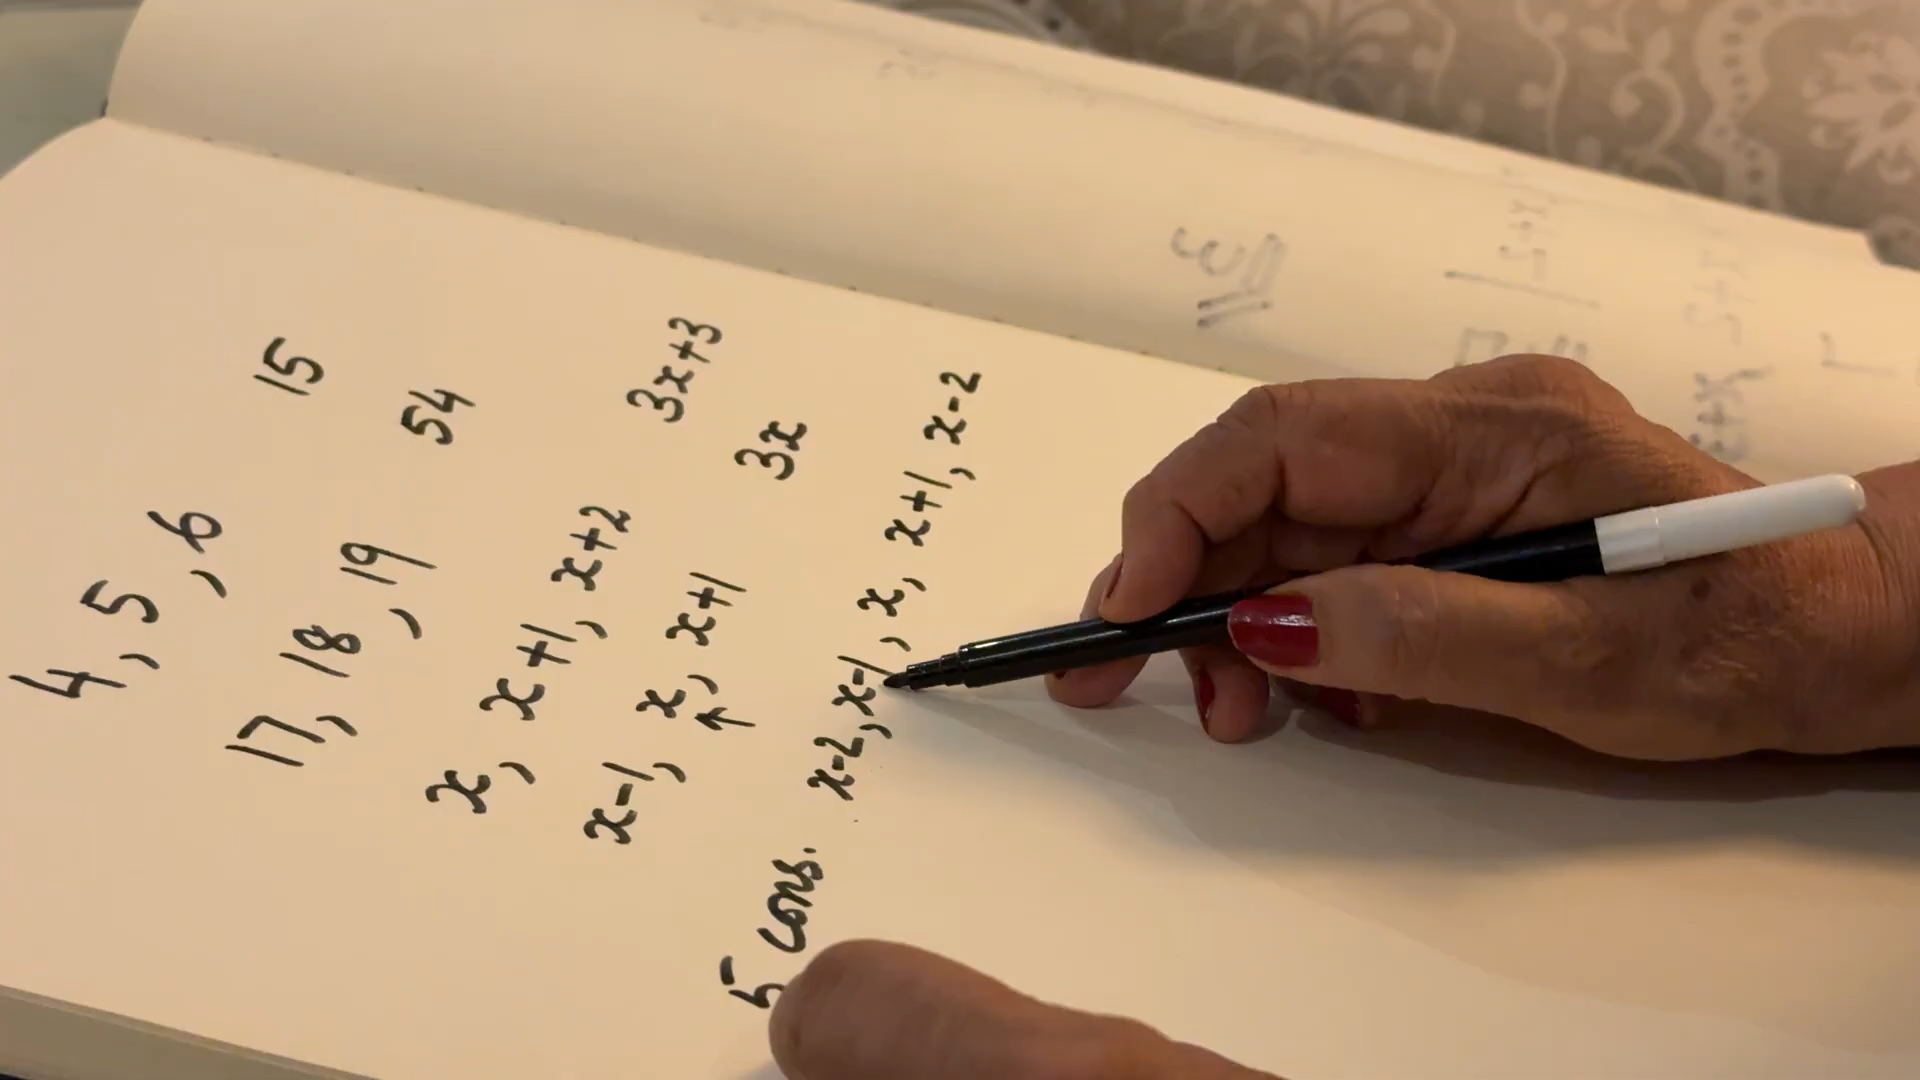 4, 5, 6 15
17, 18, 19 54
x, x+1, x+2 3x+3
x-1, x, x+1 3x
↑
5 cons. x-2, x-1, x, x+1, x-2